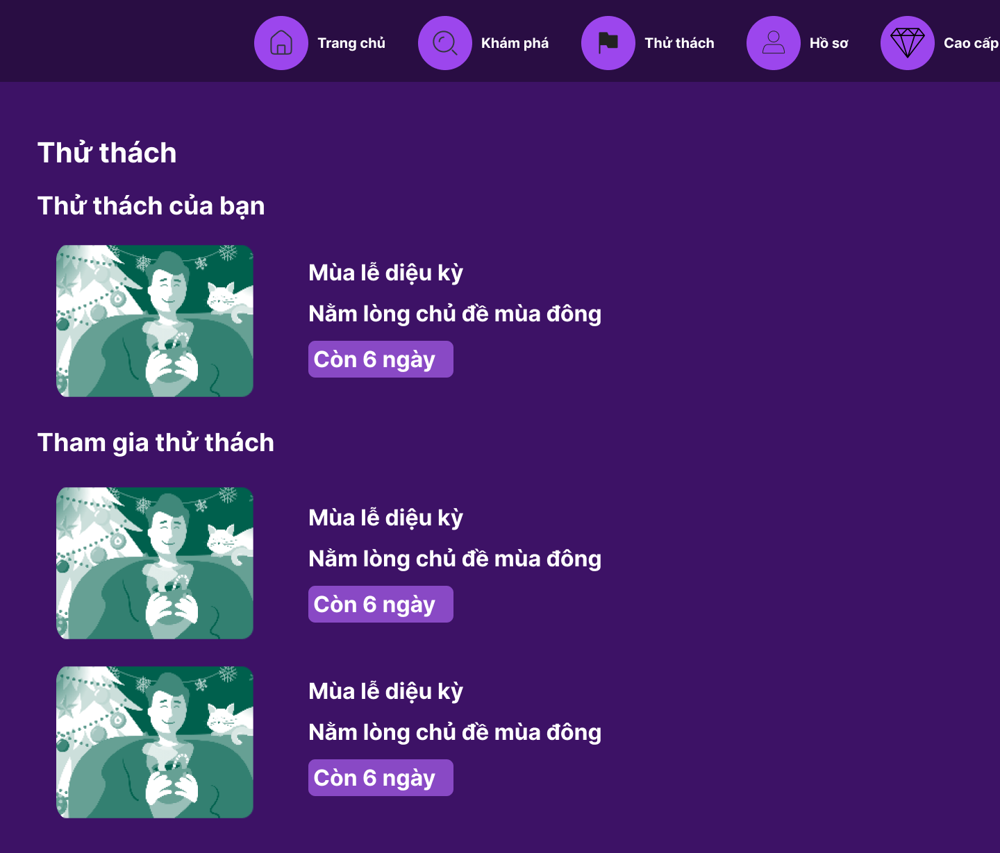 Trang chủ
Khám phá
Thử thách
Hồ sơ
Cao cấp
Thử thách
Thử thách của bạn
Mùa lễ diệu kỳ
Nằm lòng chủ đề mùa đông
Còn 6 ngày
Tham gia thử thách
Mùa lễ diệu kỳ
Nằm lòng chủ đề mùa đông
Còn 6 ngày
Mùa lễ diệu kỳ
Nằm lòng chủ đề mùa đông
Còn 6 ngày